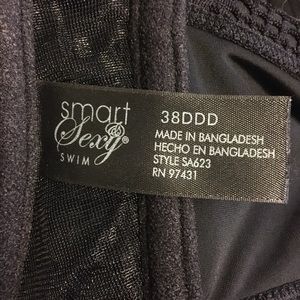 smart
& Sexy®
SWIM
38DDD
MADE IN BANGLADESH
HECHO EN BANGLADESH
STYLE SA623
RN 97431